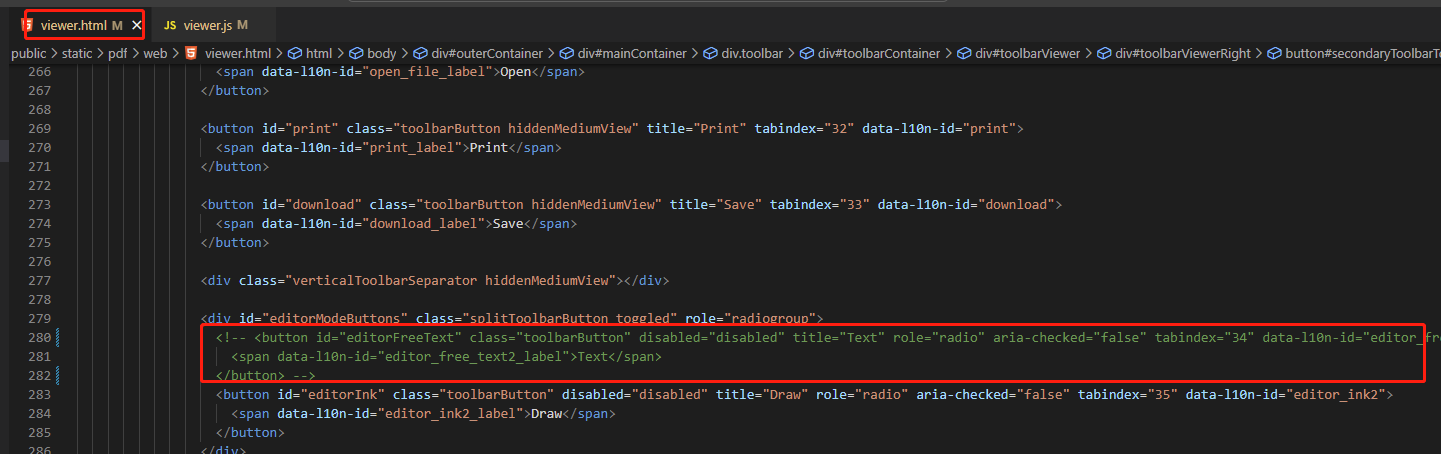 viewer.html M × JS viewer.js M
public > static > pdf > web > viewer.html > html > body > div#outerContainer > div#mainContainer > div.toolbar > div#toolbarContainer > div#toolbarViewer > div#toolbarViewerRight > button#secondaryToolbarTo
266 <span data-l10n-id="open_file_label">Open</span>
267 </button>
268
269 <button id="print" class="toolbarButton hiddenMediumView" title="Print" tabindex="32" data-l10n-id="print">
270 <span data-l10n-id="print_label">Print</span>
271 </button>
272
273 <button id="download" class="toolbarButton hiddenMediumView" title="Save" tabindex="33" data-l10n-id="download">
274 <span data-l10n-id="download_label">Save</span>
275 </button>
276
277 <div class="verticalToolbarSeparator hiddenMediumView"></div>
278
279 <div id="editorModeButtons" class="splitToolbarButton toggled" role="radiogroup">
280 <!-- <button id="editorFreeText" class="toolbarButton" disabled="disabled" title="Text" role="radio" aria-checked="false" tabindex="34" data-l10n-id="editor_fre
281 <span data-l10n-id="editor_free_text2_label">Text</span>
282 </button> -->
283 <button id="editorInk" class="toolbarButton" disabled="disabled" title="Draw" role="radio" aria-checked="false" tabindex="35" data-l10n-id="editor_ink2">
284 <span data-l10n-id="editor_ink2_label">Draw</span>
285 </button>
286 </div>